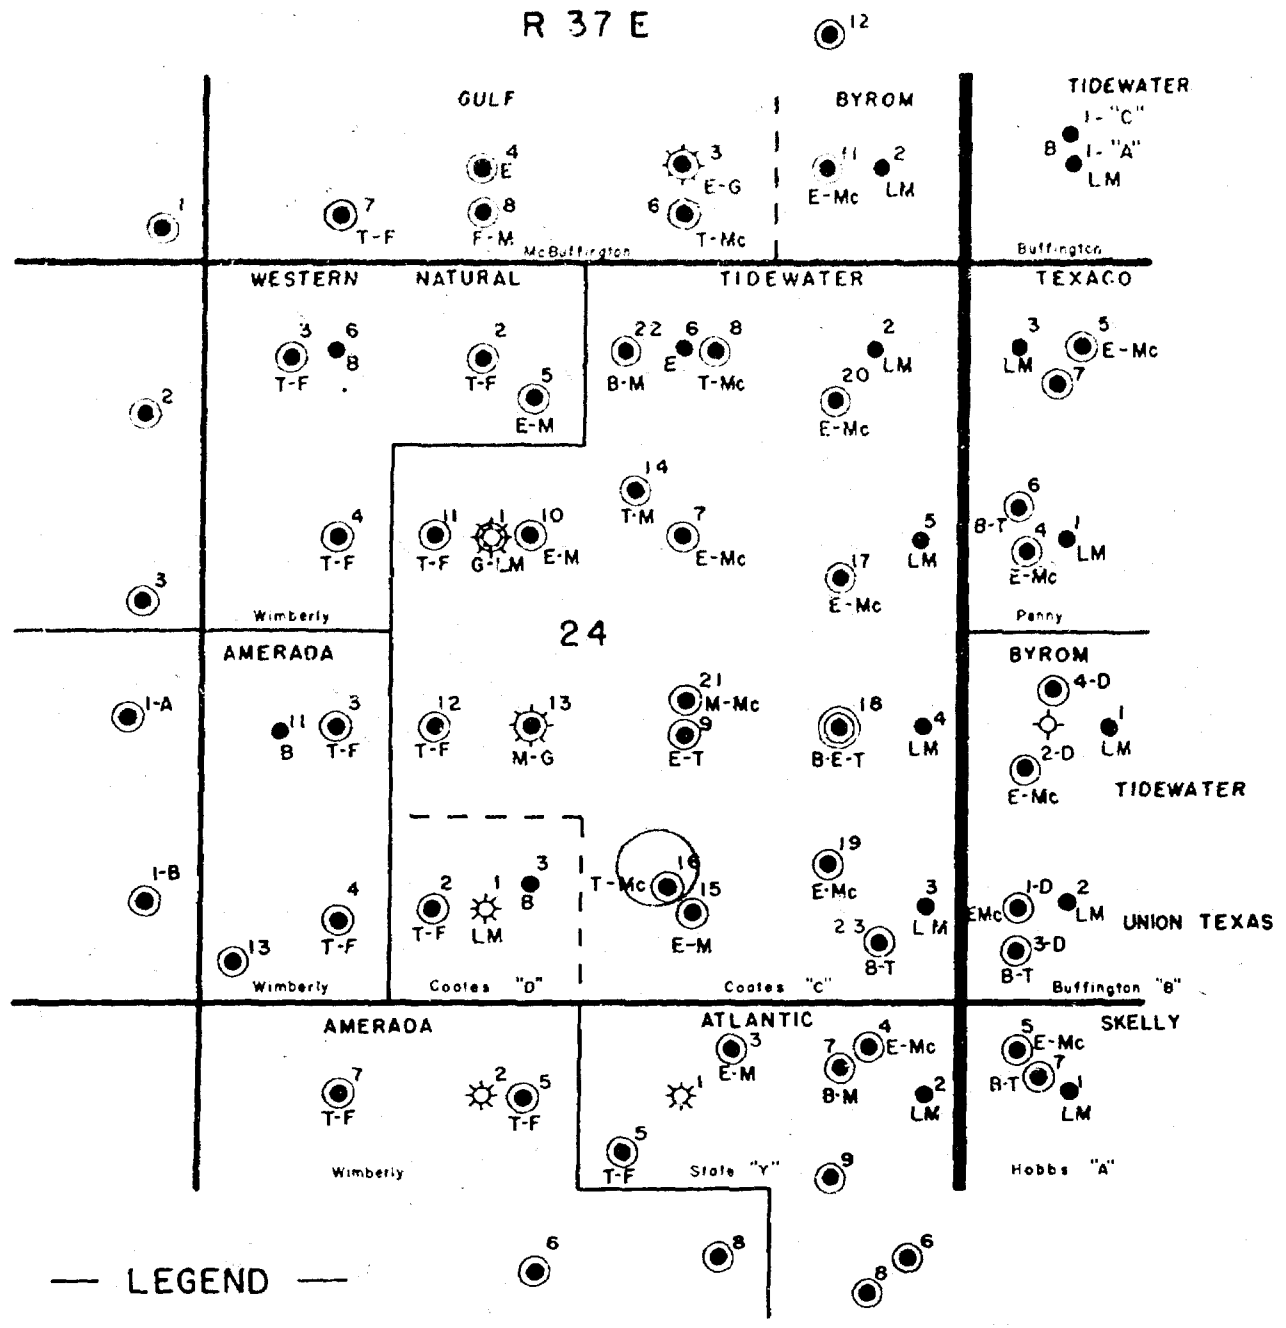 R 37 E
12
GULF
BYROM
TIDEWATER
1-"C"
B
1-"A"
LM
4
E
3
E-G
11
E-Mc
2
LM
1
7
T-F
8
F-M
6
T-Mc
McBuffington
Buffington
WESTERN NATURAL
TIDEWATER
TEXACO
3
T-F
6
B
2
T-F
5
E-M
22
B-M
6
E
8
T-Mc
2
LM
20
E-Mc
3
LM
5
E-Mc
7
2
14
T-M
6
B-T
4
T-F
11
T-F
1
G-LM
10
E-M
7
E-Mc
5
LM
17
E-Mc
4
E-Mc
1
LM
3
Wimberly
24
Penny
AMERADA
BYROM
4-D
1-A
11
B
3
T-F
12
T-F
13
M-G
21
M-Mc
9
E-T
18
B-E-T
4
LM
1
LM
2-D
E-Mc
TIDEWATER
1-B
4
T-F
13
2
T-F
1
LM
3
B
16
T-Mc
15
E-M
19
E-Mc
23
B-T
3
LM
1-D
EMc
2
LM
UNION TEXAS
3-D
B-T
Wimberly
Coates "D"
Coates "C"
Buffington "B"
AMERADA
ATLANTIC
SKELLY
7
T-F
2
5
T-F
3
E-M
1
7
B-M
4
E-Mc
2
LM
5
E-Mc
7
B-T
1
LM
5
T-F
Wimberly
State "Y"
9
Hobbs "A"
6
8
6
8
— LEGEND —